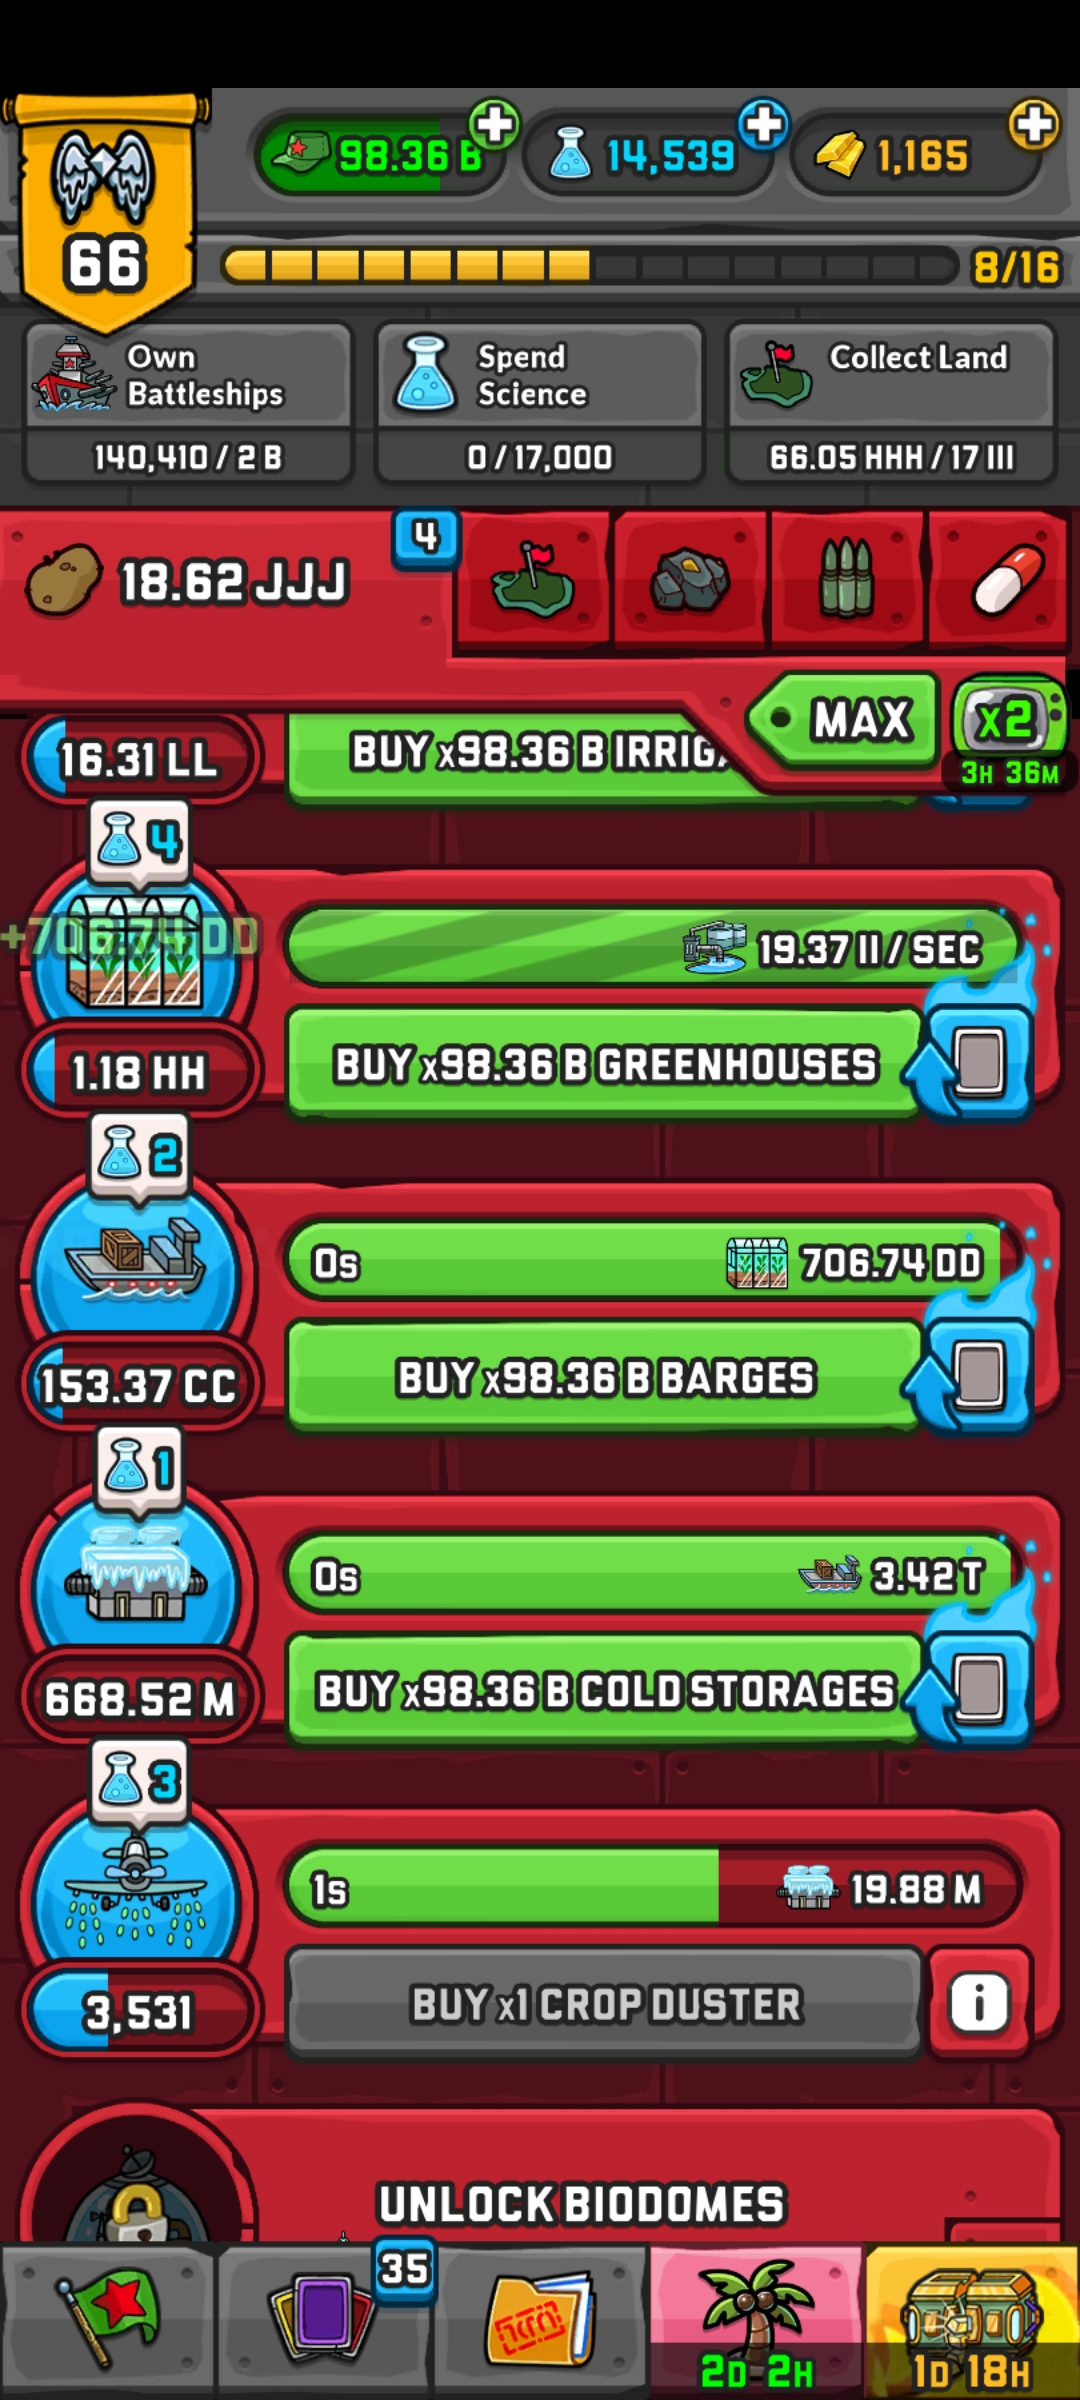 98.36 B
14,539
1,165
66
8/16
Own
Battleships
140,410 / 2 B
Spend
Science
0 / 17,000
Collect Land
66.05 HHH / 17 III
18.62 JJJ
4
MAX
x2
3H 36M
16.31 LL
BUY x98.36 B IRRIG
4
+706.74 DD
19.37 II / SEC
1.18 HH
BUY x98.36 B GREENHOUSES
2
0s
706.74 DD
153.37 CC
BUY x98.36 B BARGES
1
0s
3.42 T
668.52 M
BUY x98.36 B COLD STORAGES
3
1s
19.88 M
3,531
BUY x1 CROP DUSTER
i
UNLOCK BIODOMES
35
2D 2H
1D 18H